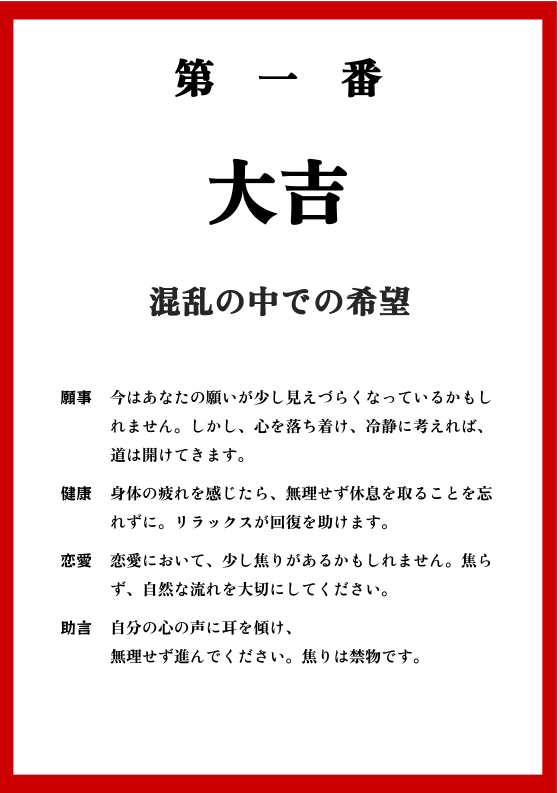 第 一 番
大吉
混乱の中での希望
願事 今はあなたの願いが少し見えづらくなっているかもし
れません。しかし、心を落ち着け、冷静に考えれば、
道は開けてきます。
健康 身体の疲れを感じたら、無理せず休息を取ることを忘
れずに。リラックスが回復を助けます。
恋愛 恋愛において、少し焦りがあるかもしれません。焦ら
ず、自然な流れを大切にしてください。
助言 自分の心の声に耳を傾け、
無理せず進んでください。焦りは禁物です。